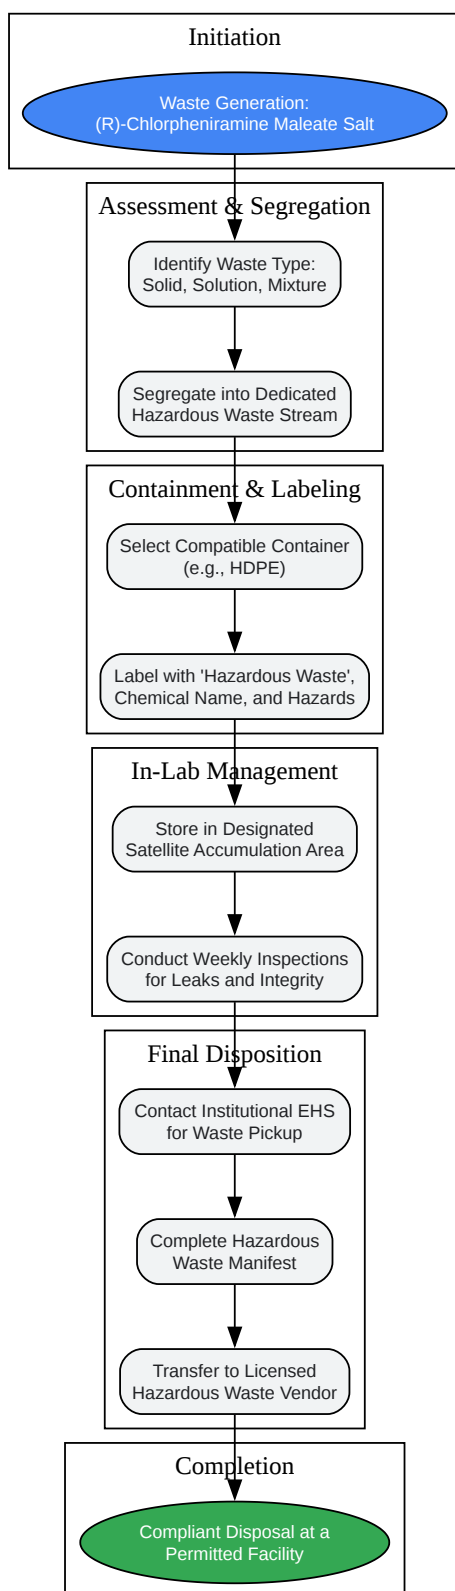 Initiation
Waste Generation:
(R)-Chlorpheniramine Maleate Salt
Assessment & Segregation
Identify Waste Type:
Solid, Solution, Mixture
Segregate into Dedicated
Hazardous Waste Stream
Containment & Labeling
Select Compatible Container
(e.g., HDPE)
Label with 'Hazardous Waste',
Chemical Name, and Hazards
In-Lab Management
Store in Designated
Satellite Accumulation Area
Conduct Weekly Inspections
for Leaks and Integrity
Final Disposition
Contact Institutional EHS
for Waste Pickup
Complete Hazardous
Waste Manifest
Transfer to Licensed
Hazardous Waste Vendor
Completion
Compliant Disposal at a
Permitted Facility